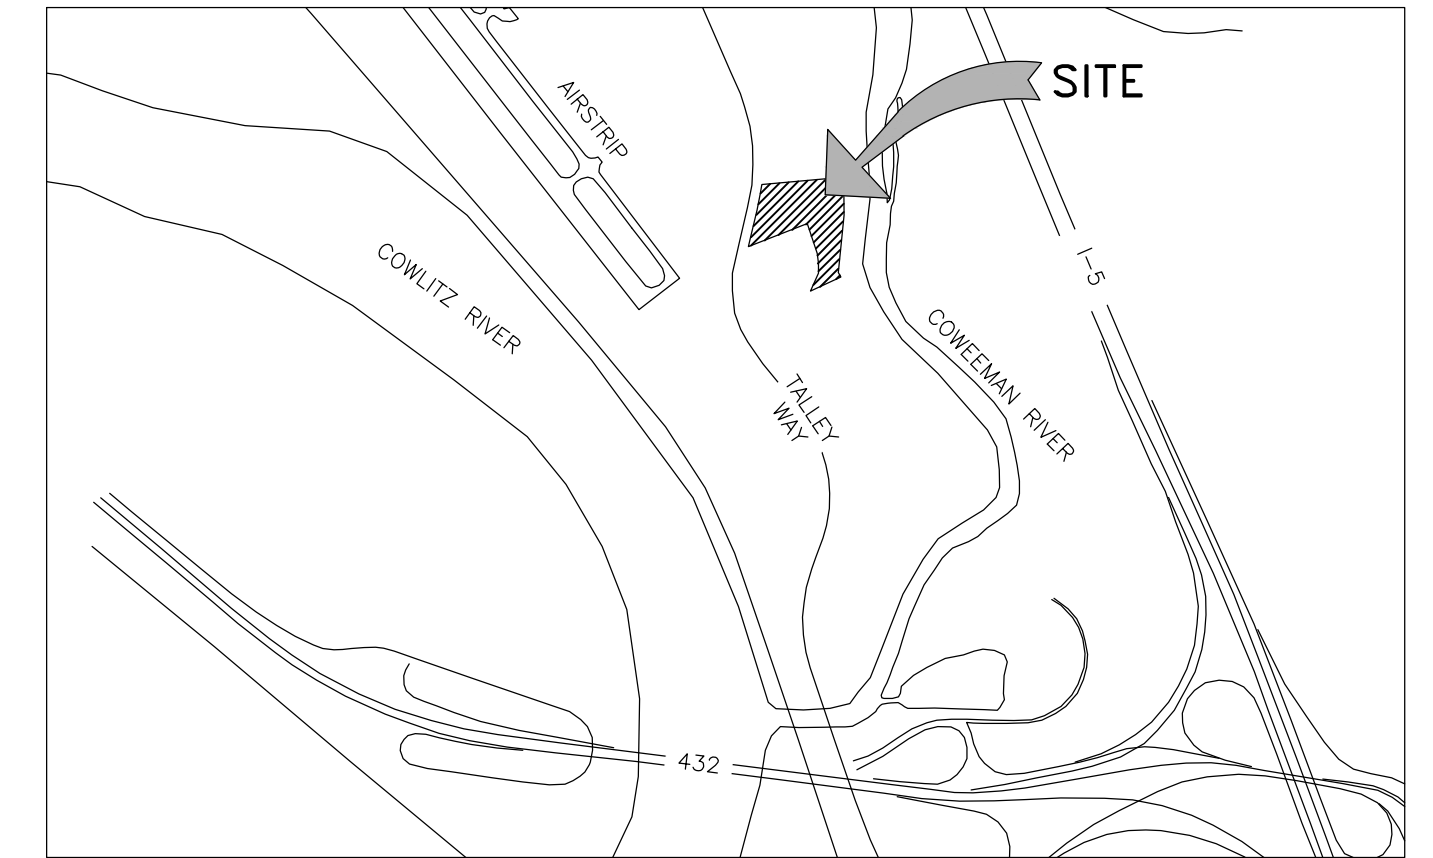 SITE
AIRSTRIP
I-5
COWLITZ RIVER
COWEEMAN RIVER
TALLEY
WAY
432